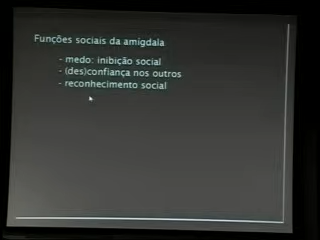 Funções sociais da amígdala
- medo: inibição social
- (des)confiança nos outros
- reconhecimento social